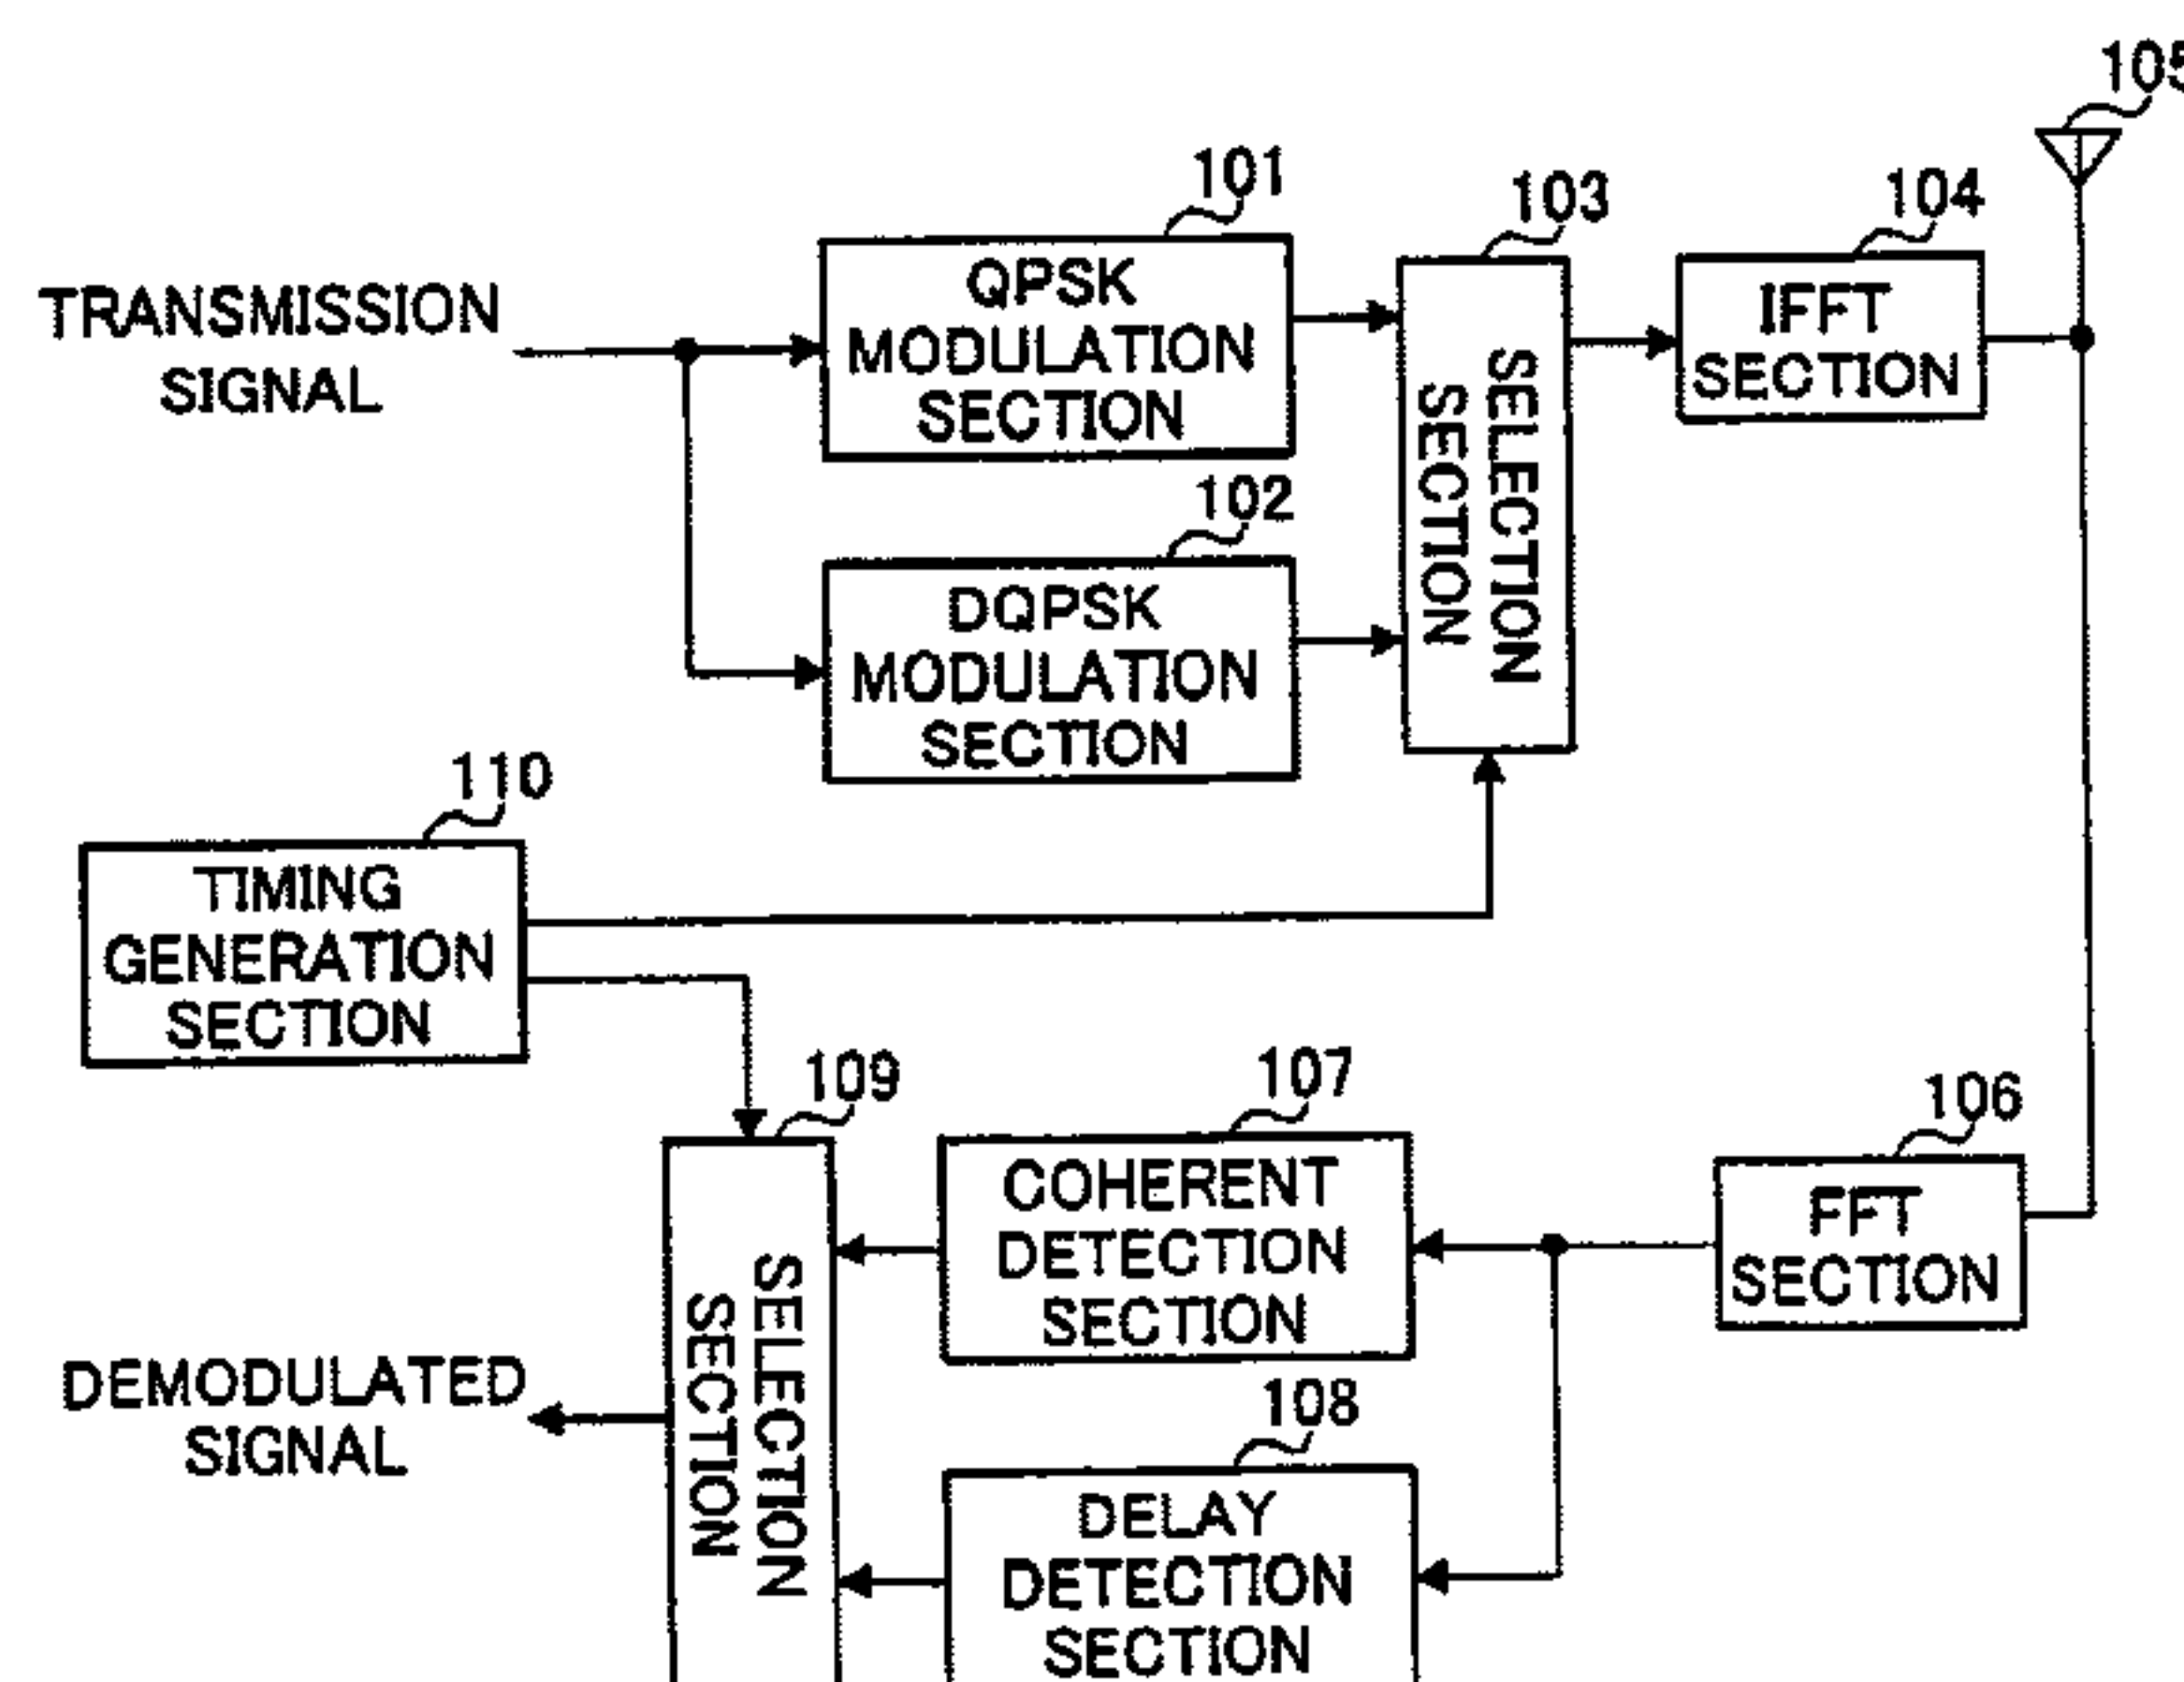 105
101
103
104
TRANSMISSION
SIGNAL
QPSK
MODULATION
SECTION
SELECTION
SECTION
IFFT
SECTION
102
DQPSK
MODULATION
SECTION
110
TIMING
GENERATION
SECTION
109
107
106
COHERENT
DETECTION
SECTION
FFT
SECTION
SELECTION
SECTION
DEMODULATED
SIGNAL
108
DELAY
DETECTION
SECTION